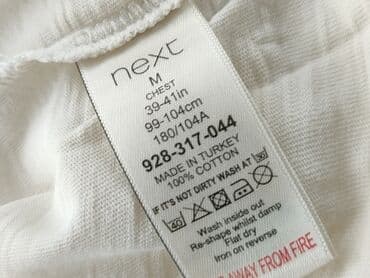 next
M
CHEST
39-41in
99-104cm
180/104A
928-317-044
MADE IN TURKEY
100% COTTON
IF IT'S NOT DIRTY WASH AT 30
40
Wash inside out
Re-shape whilst damp
Flat dry
Iron on reverse
AWAY FROM FIRE